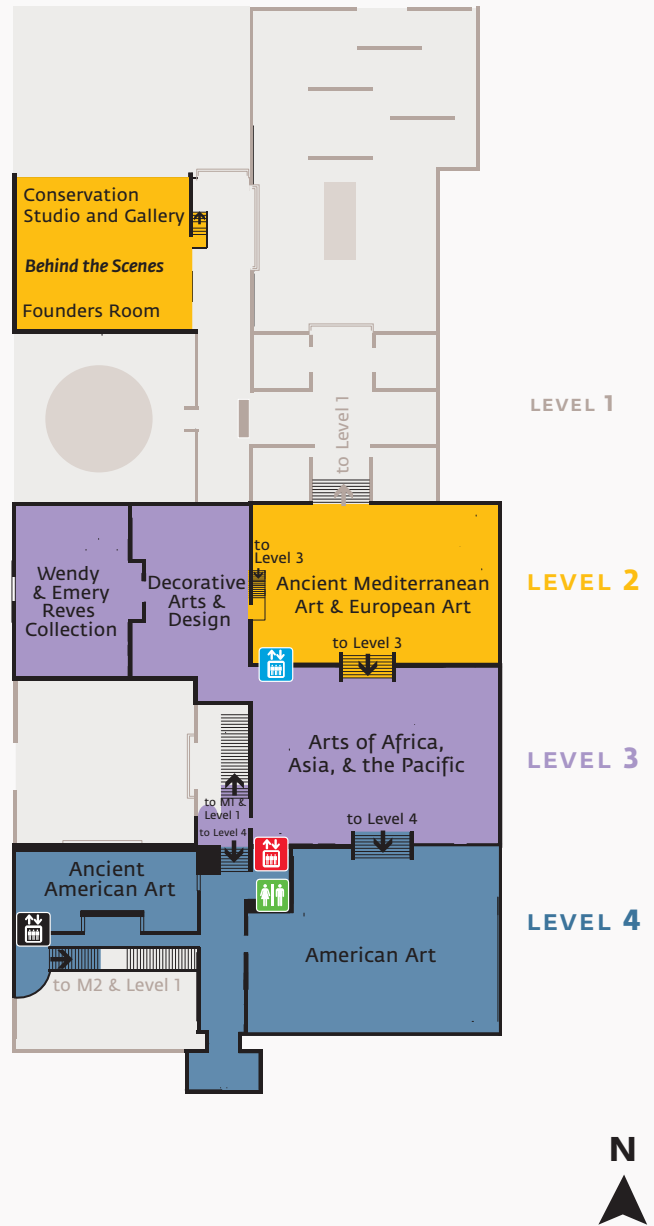 Conservation
Studio and Gallery
Behind the Scenes
Founders Room
to Level 1
LEVEL 1
to
Level 3
Wendy
& Emery
Reves
Collection
Decorative
Arts &
Design
Ancient Mediterranean
Art & European Art
LEVEL 2
to Level 3
Arts of Africa,
Asia, & the Pacific
LEVEL 3
to M1 &
Level 1
to Level 4
to Level 4
Ancient
American Art
LEVEL 4
American Art
to M2 & Level 1
N